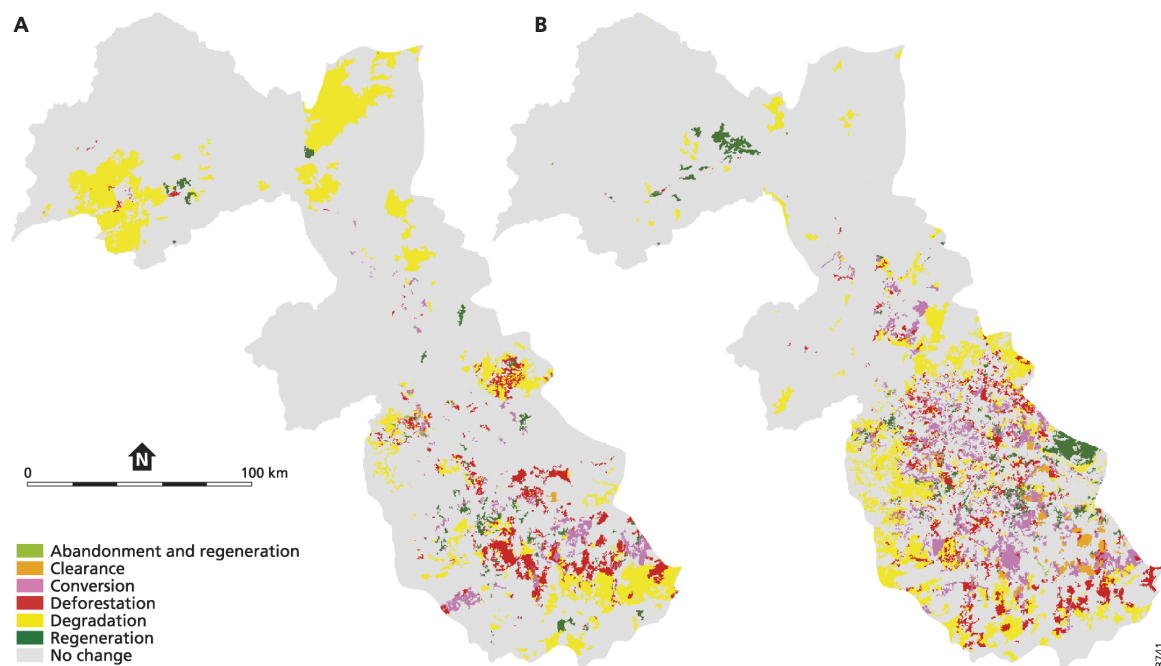 A
B
N
0 100 km
Abandonment and regeneration
Clearance
Conversion
Deforestation
Degradation
Regeneration
No change